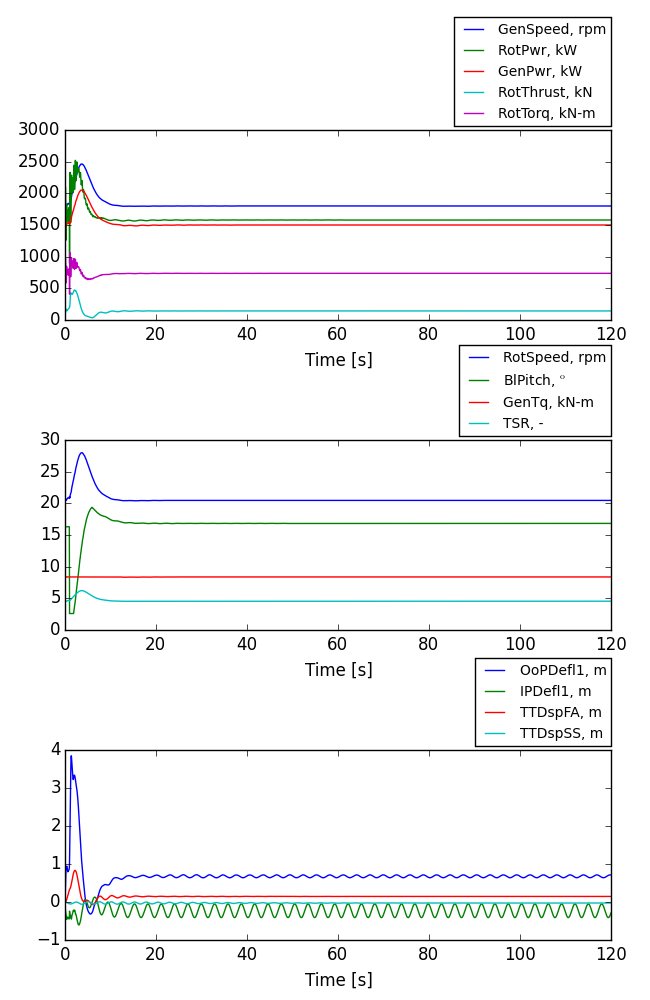 GenSpeed, rpm
RotPwr, kW
GenPwr, kW
RotThrust, kN
RotTorq, kN-m
3000
2500
2000
1500
1000
500
0
0 20 40 60 80 100 120
Time [s]
RotSpeed, rpm
BlPitch, °
GenTq, kN-m
TSR, -
30
25
20
15
10
5
0
0 20 40 60 80 100 120
Time [s]
OoPDefl1, m
IPDefl1, m
TTDspFA, m
TTDspSS, m
4
3
2
1
0
−1
0 20 40 60 80 100 120
Time [s]